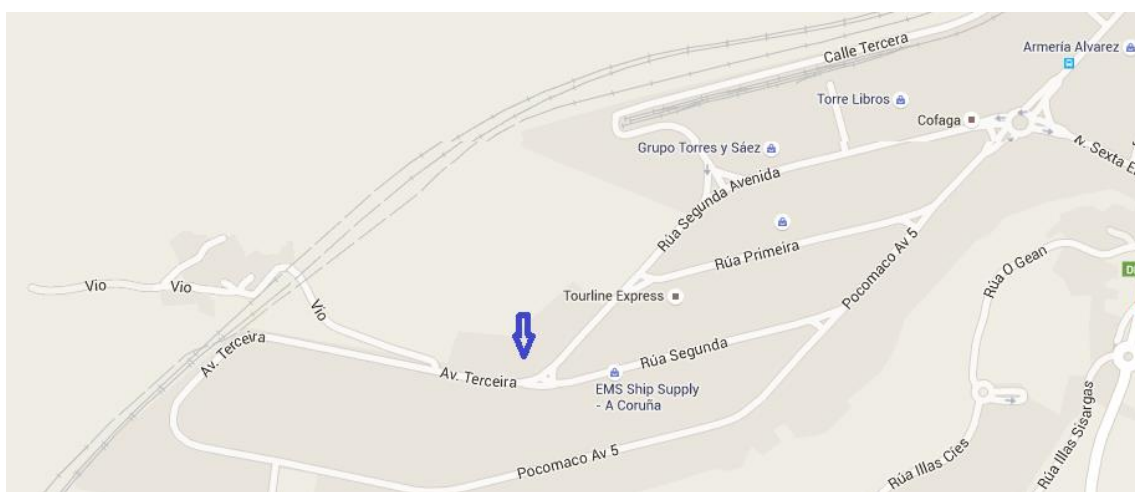 Calle Tercera
Armería Alvarez
Torre Libros
Cofaga
Grupo Torres y Sáez
N. Sexta E
Rúa Segunda Avenida
Rúa Primeira
Pocomaco Av 5
Rúa O Gean
D
Vio
Vio
Vio
Tourline Express
Av. Terceira
Rúa Segunda
Av. Terceira
EMS Ship Supply
- A Coruña
Pocomaco Av 5
Rúa Illas Cíes
Rúa Illas Sisargas